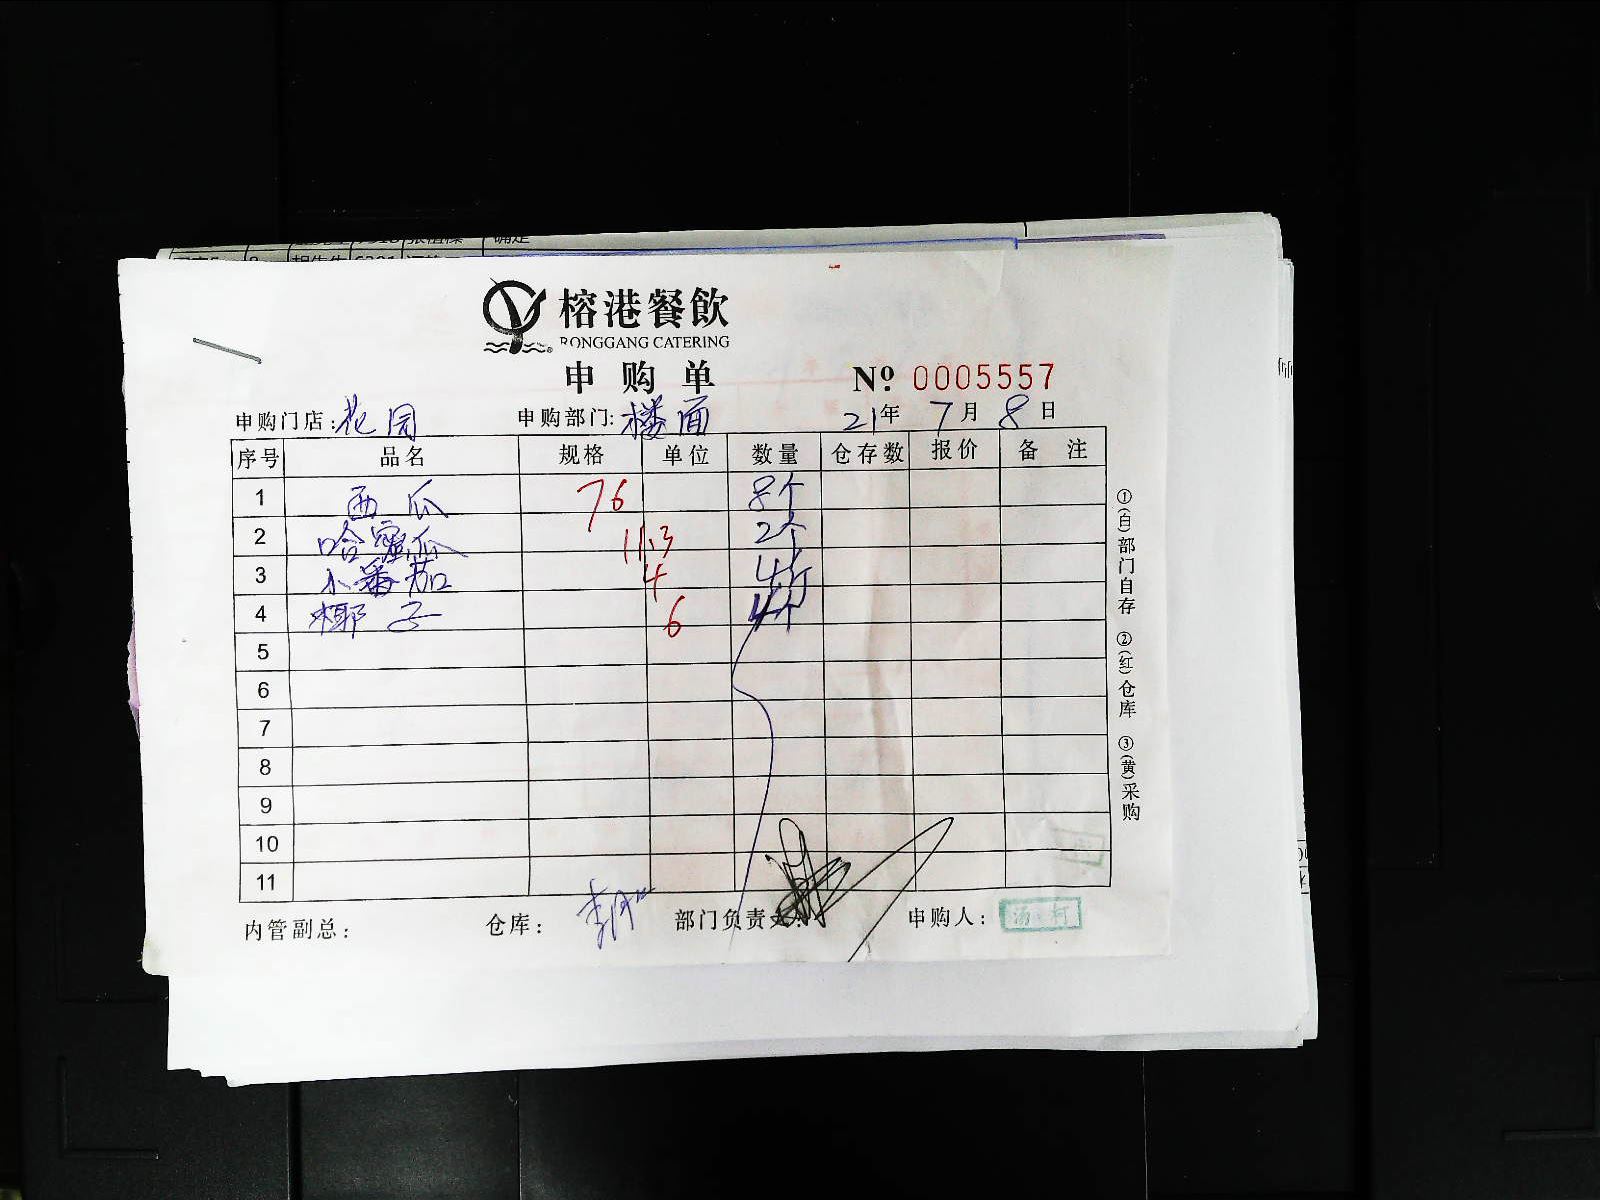 确定
榕港餐飲
RONGGANG CATERING
申购单 Nº 0005557
申购门店:花园 申购部门:楼面 21年7月8日
序号 品名 规格 单位 数量 仓存数 报价 备注
1 西瓜 76 8个
2 哈蜜瓜 11.3 2个
3 小番茄 4 4斤
4 椰子 6 4个
5
6
7
8
9
10
11
①(白)部门自存 ②(红)仓库 ③(黄)采购
内管副总: 仓库: 部门负责人: 申购人: